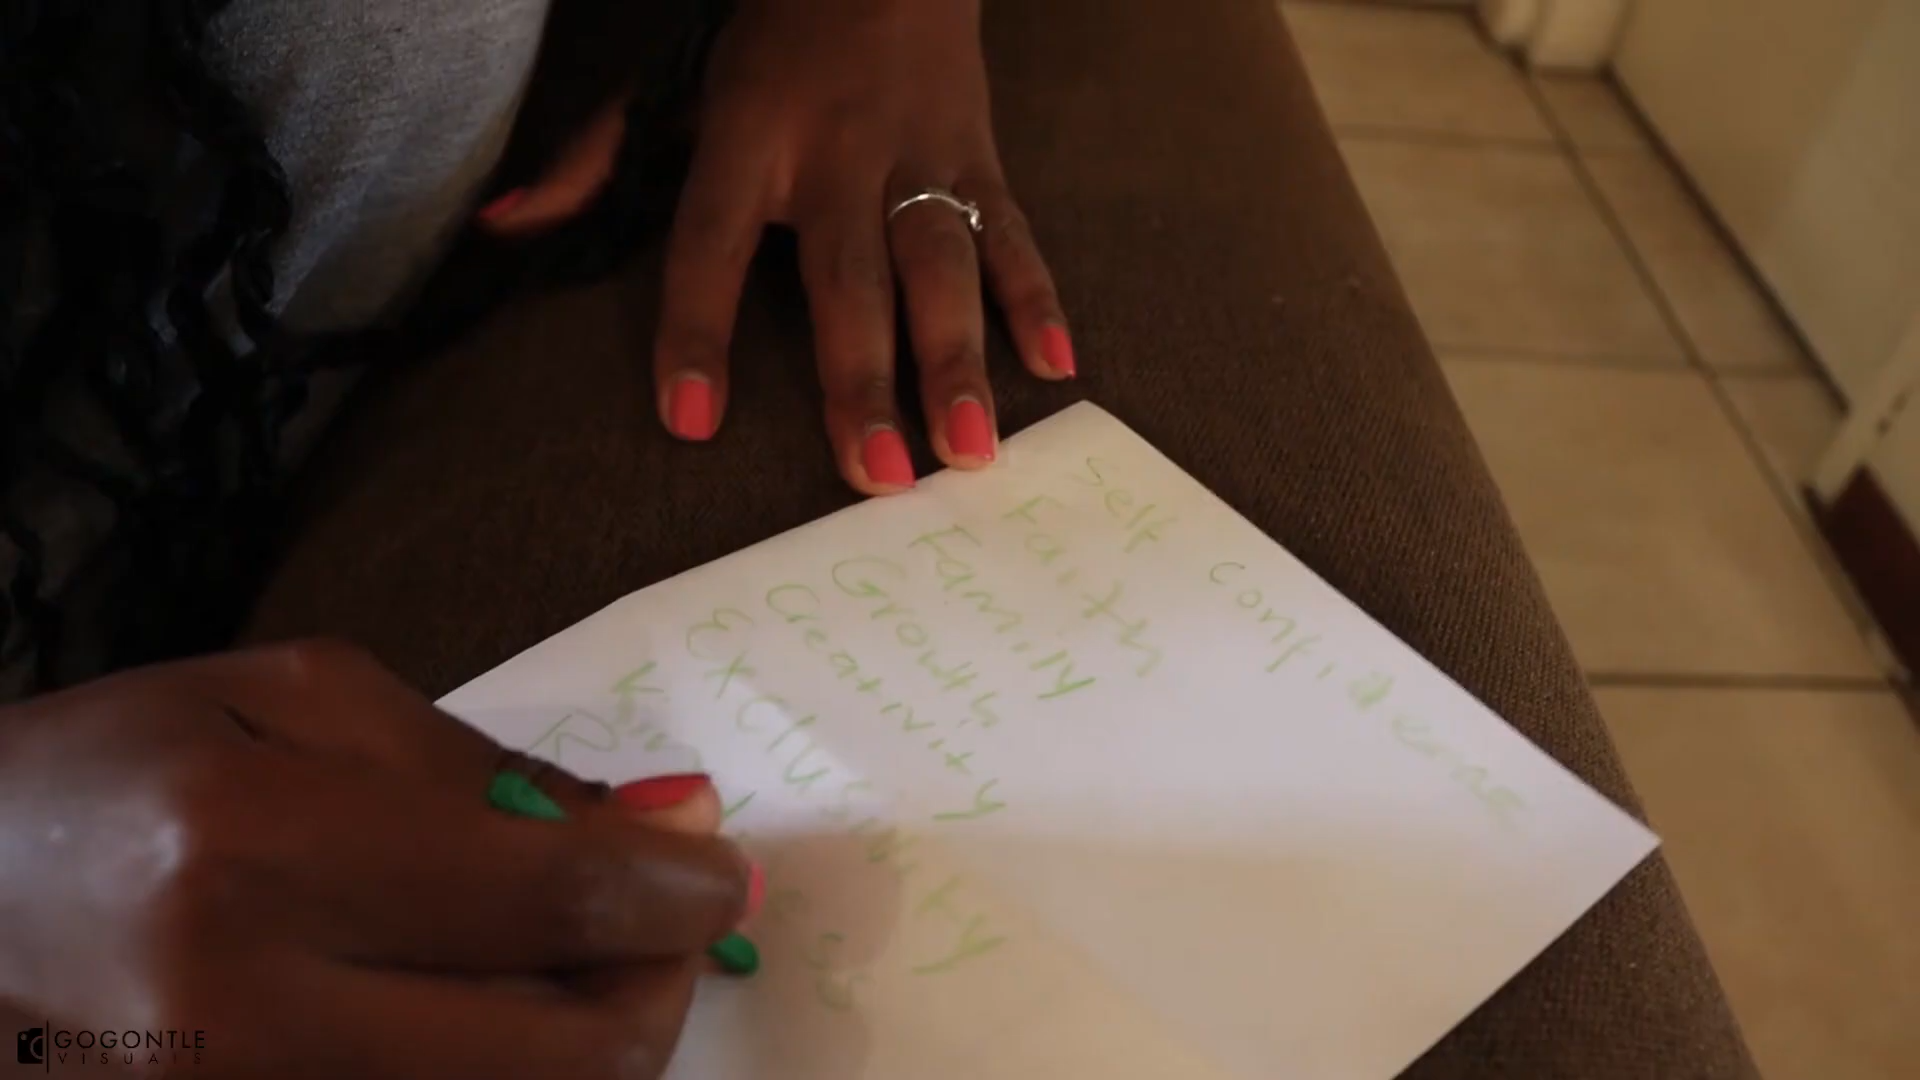 self confidence
Faith
Family
Growth
Creativity
Exclusivity
GOGONTLE
VISUALS